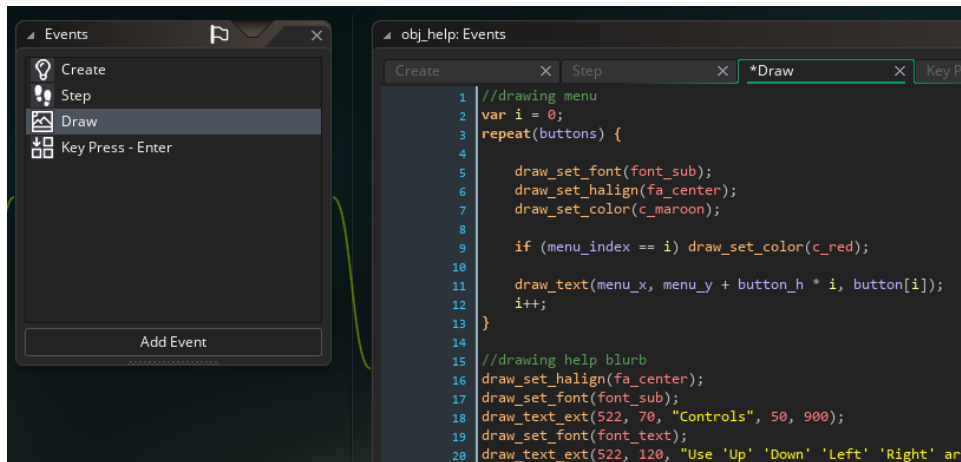 Events
Create
Step
Draw
Key Press - Enter
Add Event
obj_help: Events
Create Step *Draw Key P
1 //drawing menu
2 var i = 0;
3 repeat(buttons) {
4
5 draw_set_font(font_sub);
6 draw_set_halign(fa_center);
7 draw_set_color(c_maroon);
8
9 if (menu_index == i) draw_set_color(c_red);
10
11 draw_text(menu_x, menu_y + button_h * i, button[i]);
12 i++;
13 }
14
15 //drawing help blurb
16 draw_set_halign(fa_center);
17 draw_set_font(font_sub);
18 draw_text_ext(522, 70, "Controls", 50, 900);
19 draw_set_font(font_text);
20 draw_text_ext(522, 120, "Use 'Up' 'Down' 'Left' 'Right' ar